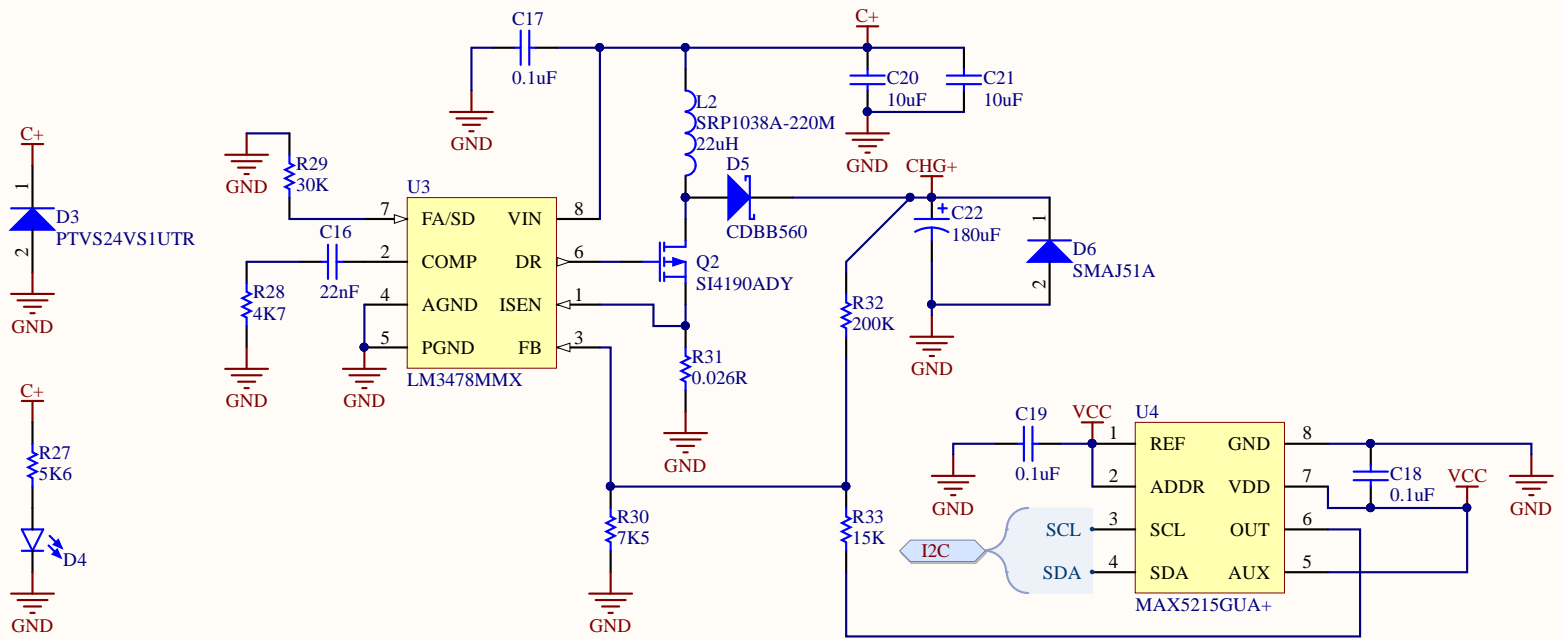 C+
1
D3
PTVS24VS1UTR
2
GND
C+
R27
5K6
D4
GND
C17
0.1uF
GND
C+
C20
10uF
C21
10uF
GND
L2
SRP1038A-220M
22uH
D5
CDBB560
CHG+
C22
180uF
1
D6
SMAJ51A
2
GND
GND
R29
30K
C16
22nF
R28
4K7
GND
GND
U3
7
FA/SD
VIN
8
2
COMP
DR
6
4
AGND
ISEN
1
5
PGND
FB
3
LM3478MMX
Q2
SI4190ADY
R31
0.026R
GND
R32
200K
R30
7K5
GND
R33
15K
C19
0.1uF
GND
VCC
U4
1
REF
GND
8
2
ADDR
VDD
7
3
SCL
OUT
6
4
SDA
AUX
5
MAX5215GUA+
I2C
SCL
SDA
C18
0.1uF
VCC
GND